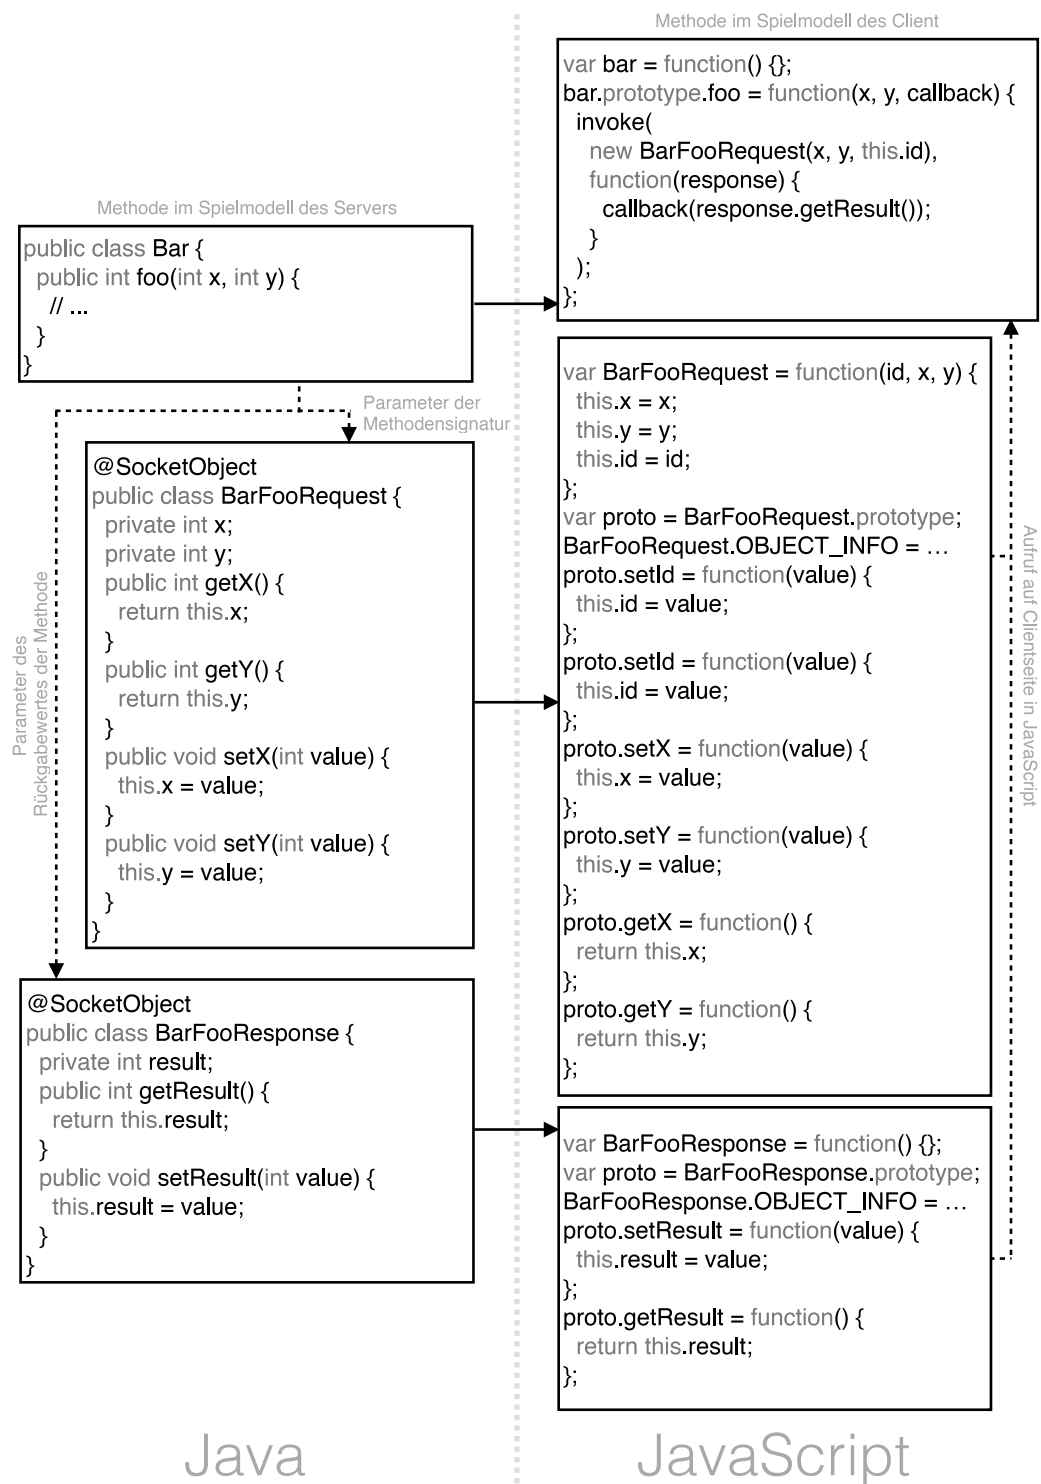 Methode im Spielmodell des Servers
public class Bar {
public int foo(int x, int y) {
// ...
}
}
Parameter der
Methodensignatur
@SocketObject
public class BarFooRequest {
private int x;
private int y;
public int getX() {
return this.x;
}
public int getY() {
return this.y;
}
public void setX(int value) {
this.x = value;
}
public void setY(int value) {
this.y = value;
}
}
Parameter des
Rückgabewertes der Methode
@SocketObject
public class BarFooResponse {
private int result;
public int getResult() {
return this.result;
}
public void setResult(int value) {
this.result = value;
}
}
Java
Methode im Spielmodell des Client
var bar = function() {};
bar.prototype.foo = function(x, y, callback) {
invoke(
new BarFooRequest(x, y, this.id),
function(response) {
callback(response.getResult());
}
);
};
var BarFooRequest = function(id, x, y) {
this.x = x;
this.y = y;
this.id = id;
};
var proto = BarFooRequest.prototype;
BarFooRequest.OBJECT_INFO = …
proto.setId = function(value) {
this.id = value;
};
proto.setId = function(value) {
this.id = value;
};
proto.setX = function(value) {
this.x = value;
};
proto.setY = function(value) {
this.y = value;
};
proto.getX = function() {
return this.x;
};
proto.getY = function() {
return this.y;
};
Aufruf auf Clientseite in JavaScript
var BarFooResponse = function() {};
var proto = BarFooResponse.prototype;
BarFooResponse.OBJECT_INFO = …
proto.setResult = function(value) {
this.result = value;
};
proto.getResult = function() {
return this.result;
};
JavaScript